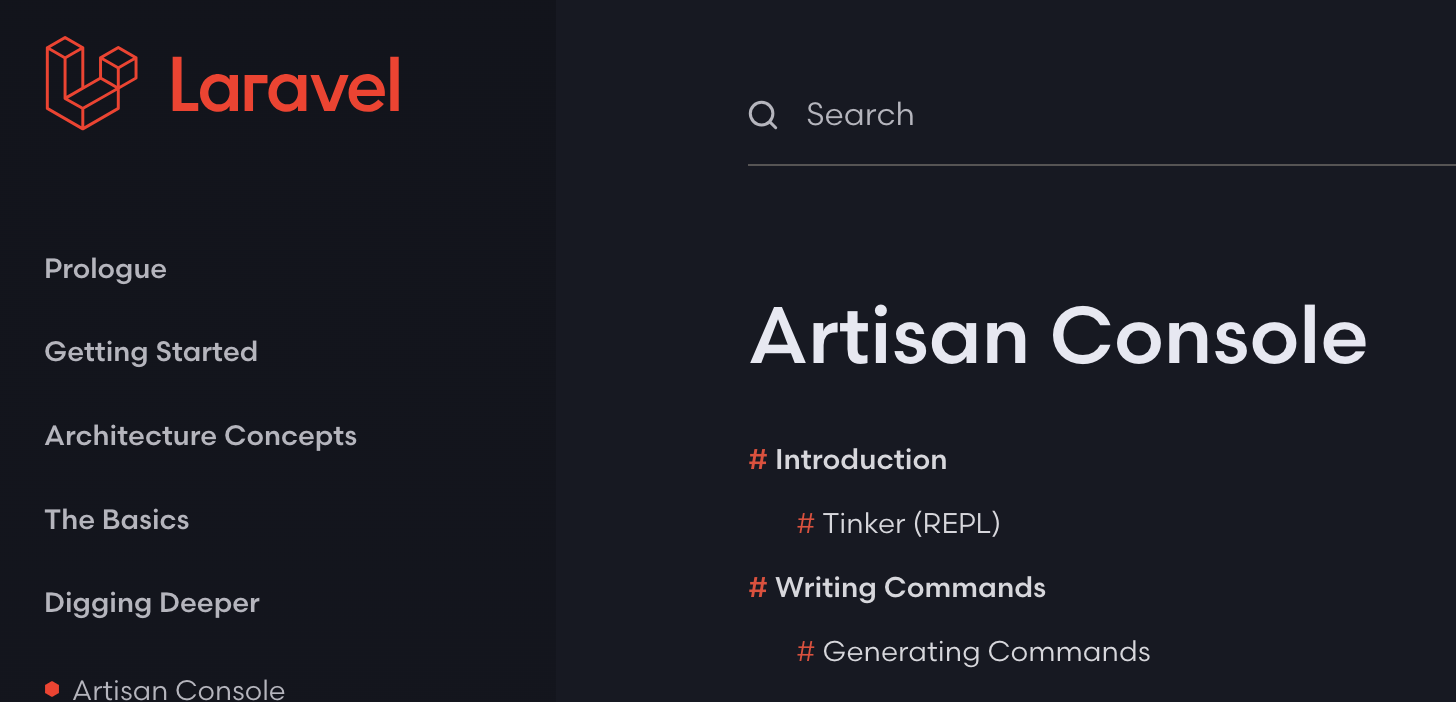 Laravel
Prologue
Getting Started
Architecture Concepts
The Basics
Digging Deeper
Artisan Console
Search
Artisan Console
# Introduction
# Tinker (REPL)
# Writing Commands
# Generating Commands